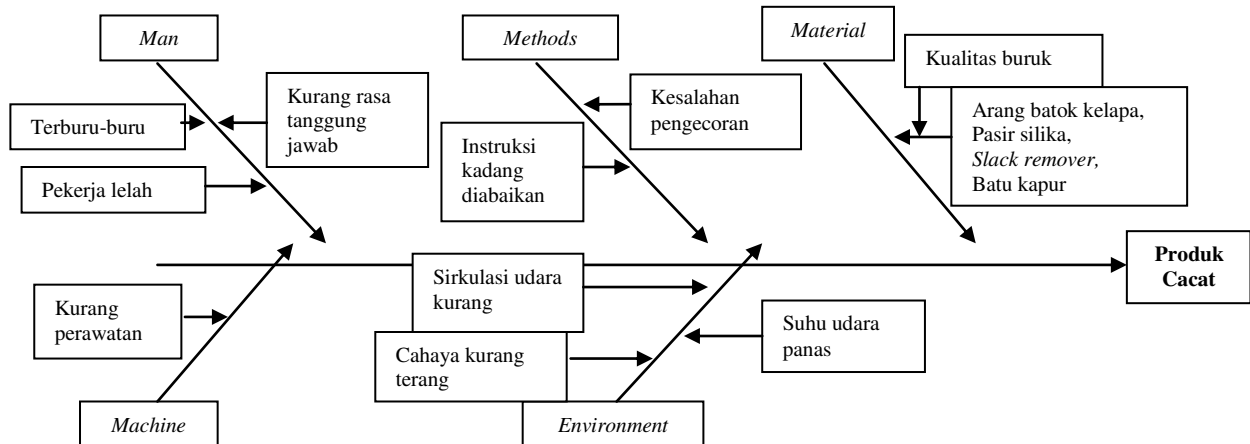 Man
Methods
Material
Kualitas buruk
Terburu-buru
Kurang rasa
tanggung
jawab
Kesalahan
pengecoran
Arang batok kelapa,
Pasir silika,
Slack remover,
Batu kapur
Pekerja lelah
Instruksi
kadang
diabaikan
Produk
Cacat
Sirkulasi udara
kurang
Kurang
perawatan
Suhu udara
panas
Cahaya kurang
terang
Machine
Environment